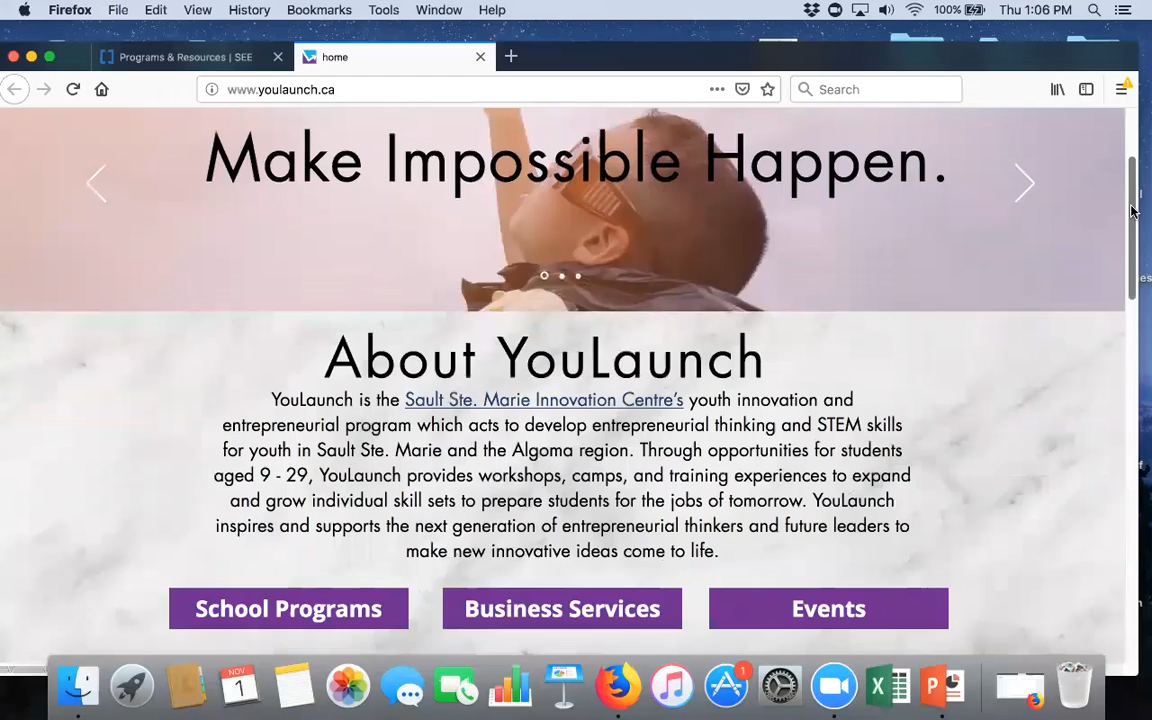 Firefox File Edit View History Bookmarks Tools Window Help 100% Thu 1:06 PM
Programs & Resources | SEE home
www.youlaunch.ca Search
Make Impossible Happen.
About YouLaunch
YouLaunch is the Sault Ste. Marie Innovation Centre's youth innovation and
entrepreneurial program which acts to develop entrepreneurial thinking and STEM skills
for youth in Sault Ste. Marie and the Algoma region. Through opportunities for students
aged 9 - 29, YouLaunch provides workshops, camps, and training experiences to expand
and grow individual skill sets to prepare students for the jobs of tomorrow. YouLaunch
inspires and supports the next generation of entrepreneurial thinkers and future leaders to
make new innovative ideas come to life.
School Programs Business Services Events
NOV
1
1